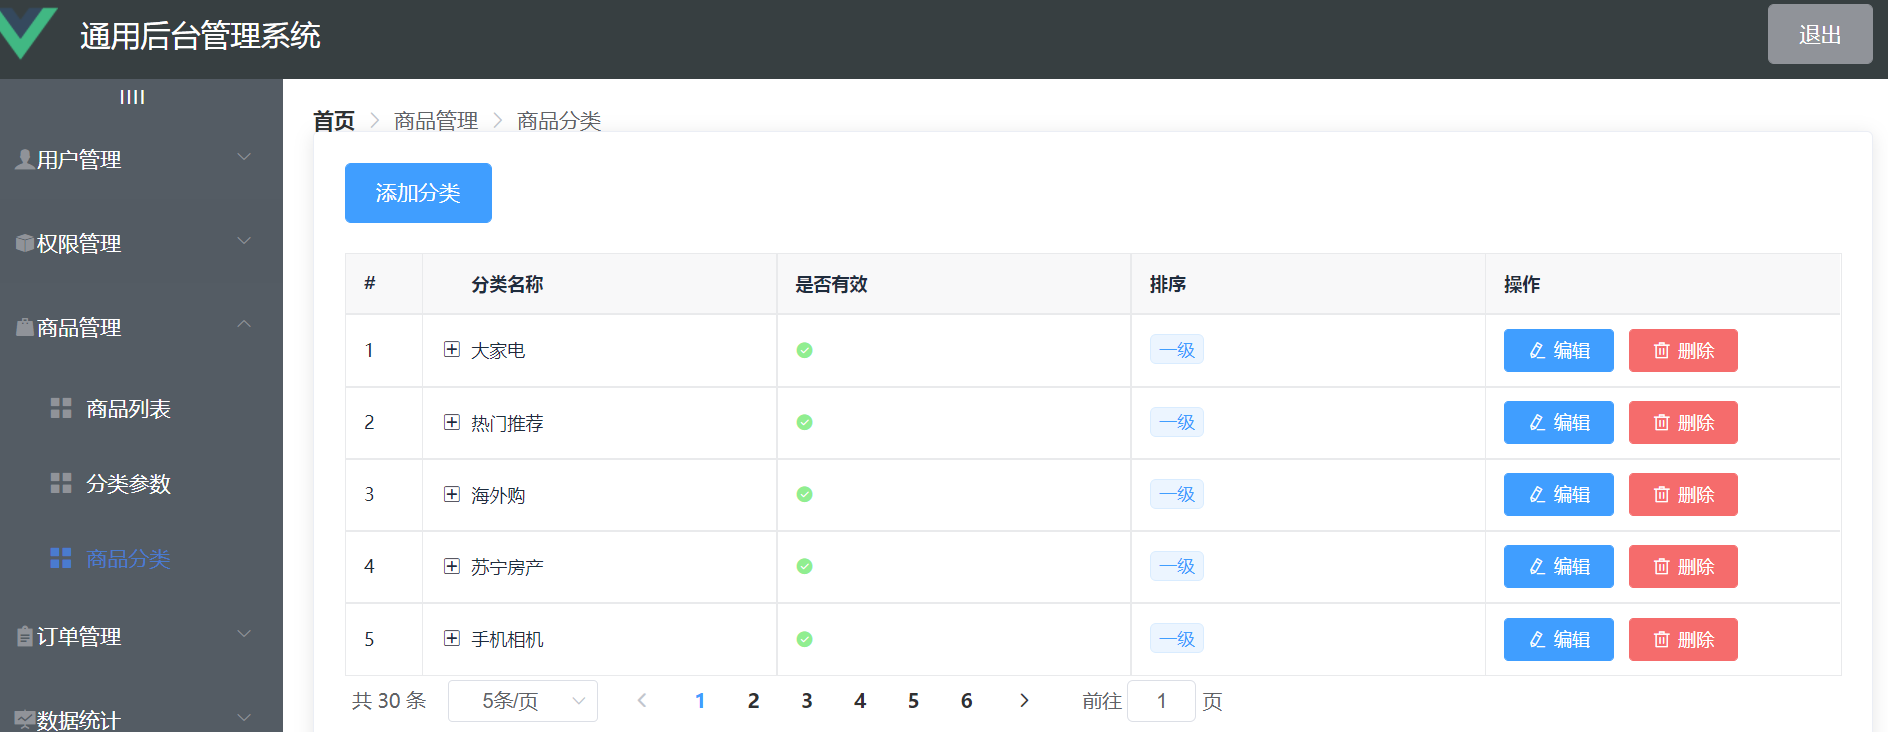 通用后台管理系统
退出
||||
用户管理
权限管理
商品管理
商品列表
分类参数
商品分类
订单管理
数据统计
首页 > 商品管理 > 商品分类
添加分类
# 分类名称 是否有效 排序 操作
1 大家电 一级 编辑 删除
2 热门推荐 一级 编辑 删除
3 海外购 一级 编辑 删除
4 苏宁房产 一级 编辑 删除
5 手机相机 一级 编辑 删除
共 30 条 5条/页 < 1 2 3 4 5 6 > 前往 1 页